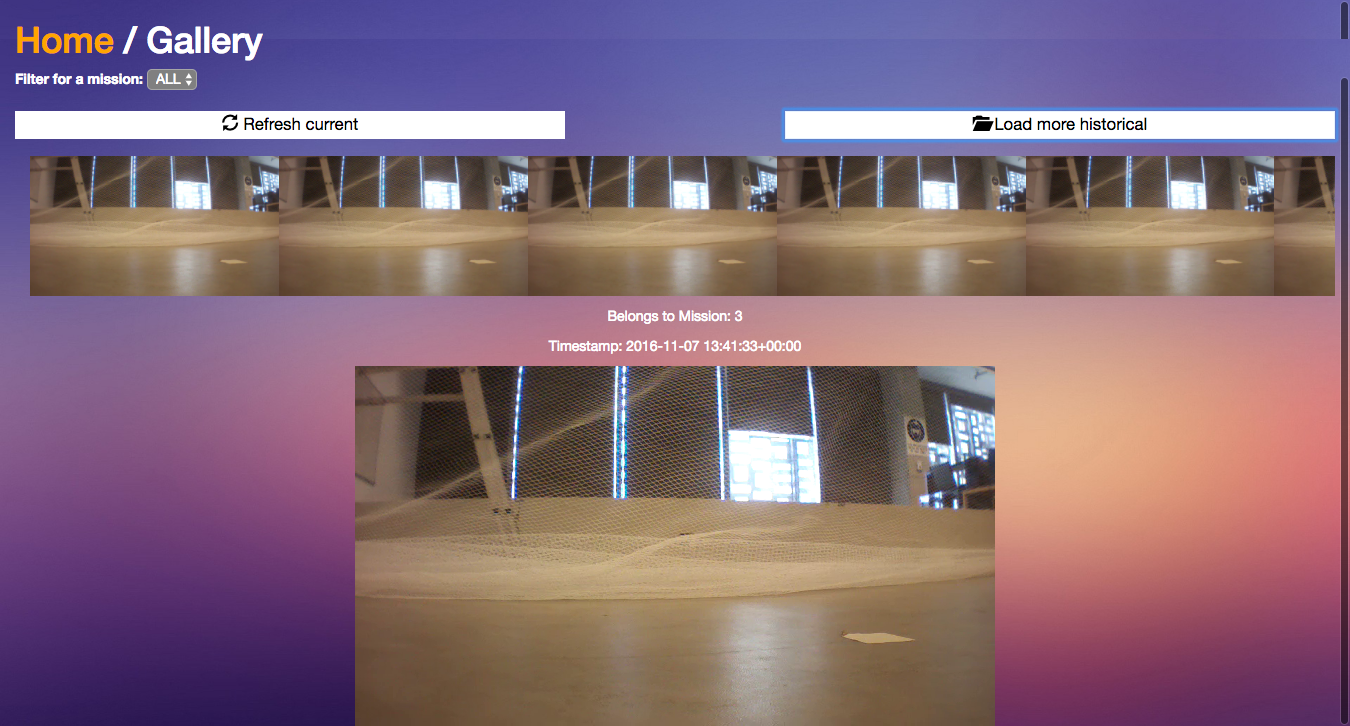 Home / Gallery
Filter for a mission: ALL
Refresh current
Load more historical
Belongs to Mission: 3
Timestamp: 2016-11-07 13:41:33+00:00